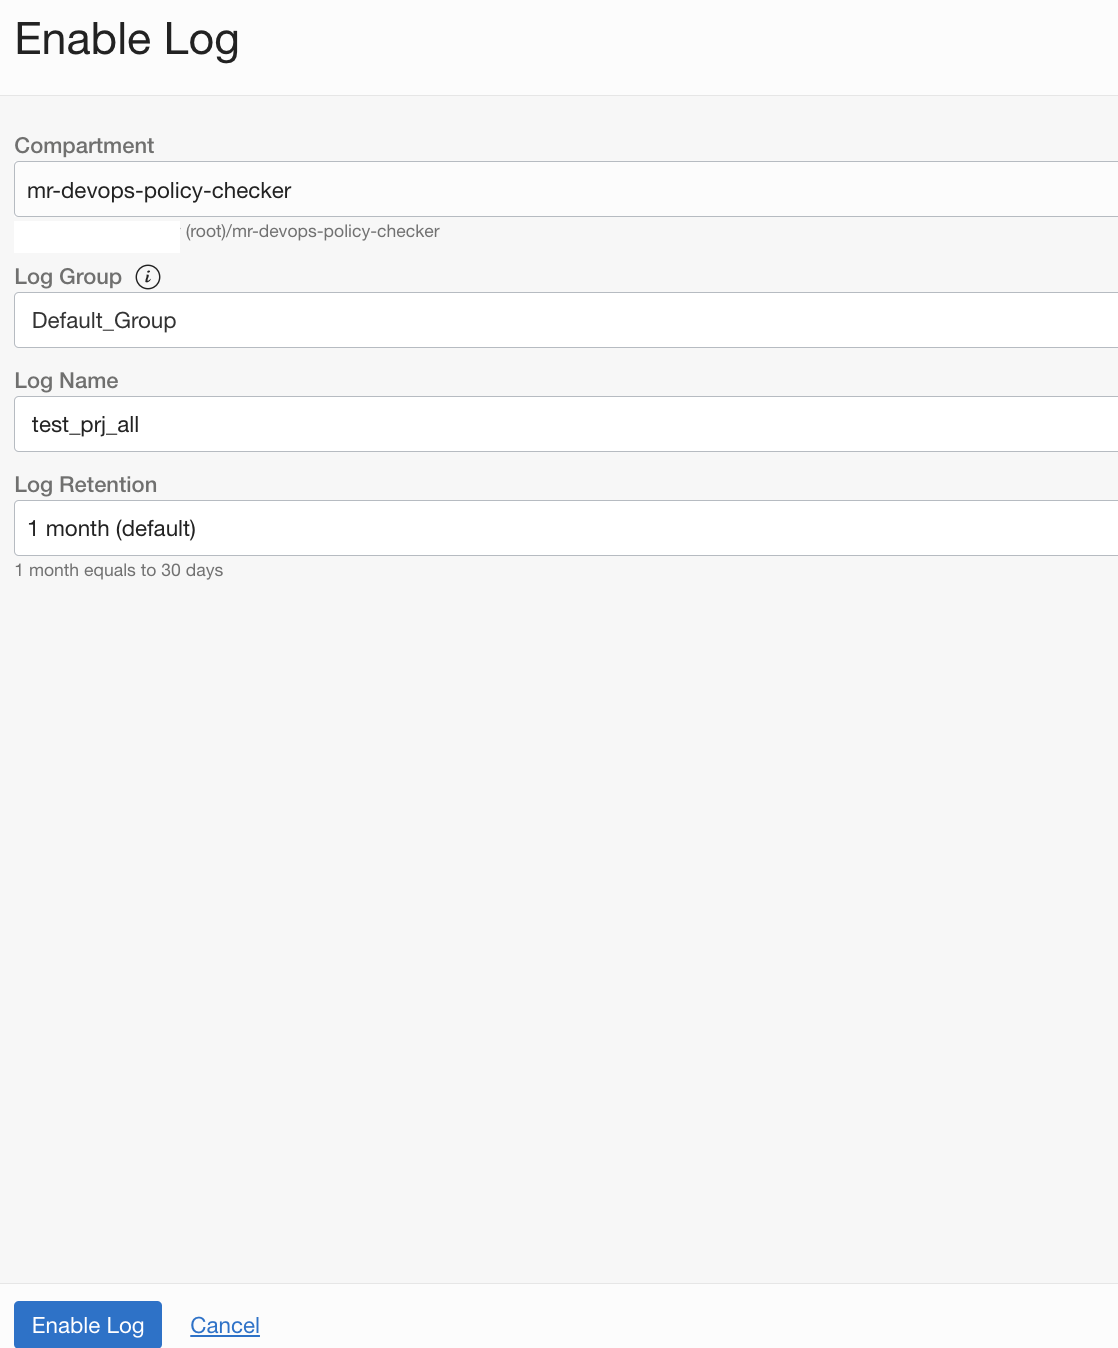 Enable Log
Compartment
mr-devops-policy-checker
(root)/mr-devops-policy-checker
Log Group i
Default_Group
Log Name
test_prj_all
Log Retention
1 month (default)
1 month equals to 30 days
Enable Log Cancel